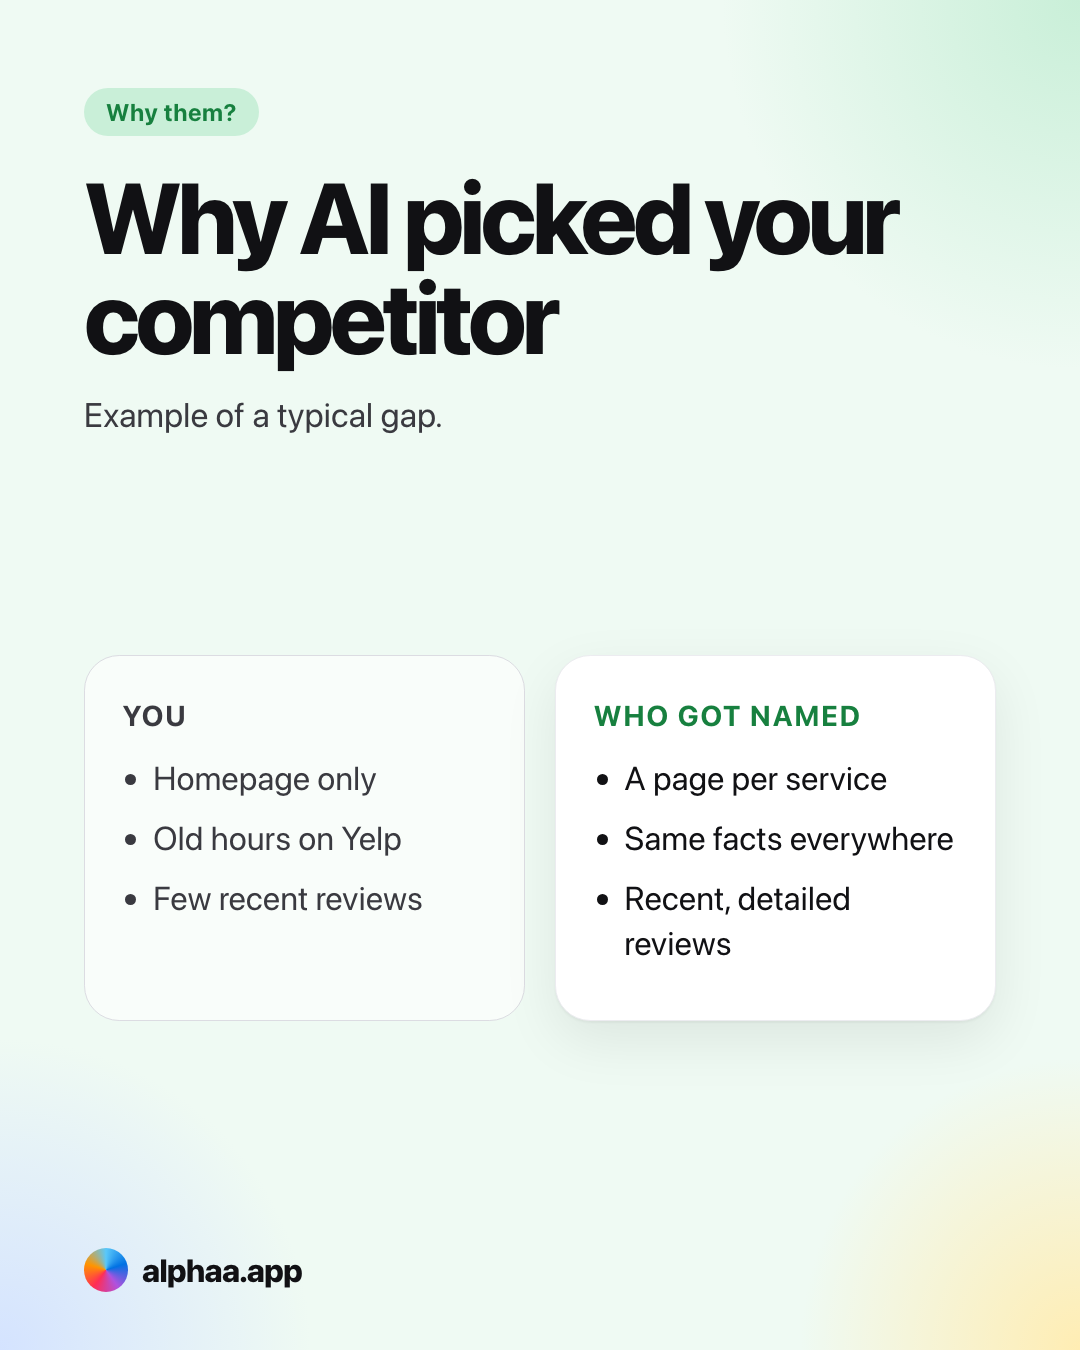 Why them?
Why AI picked your
competitor
Example of a typical gap.
YOU
• Homepage only
• Old hours on Yelp
• Few recent reviews
WHO GOT NAMED
• A page per service
• Same facts everywhere
• Recent, detailed
reviews
alphaa.app